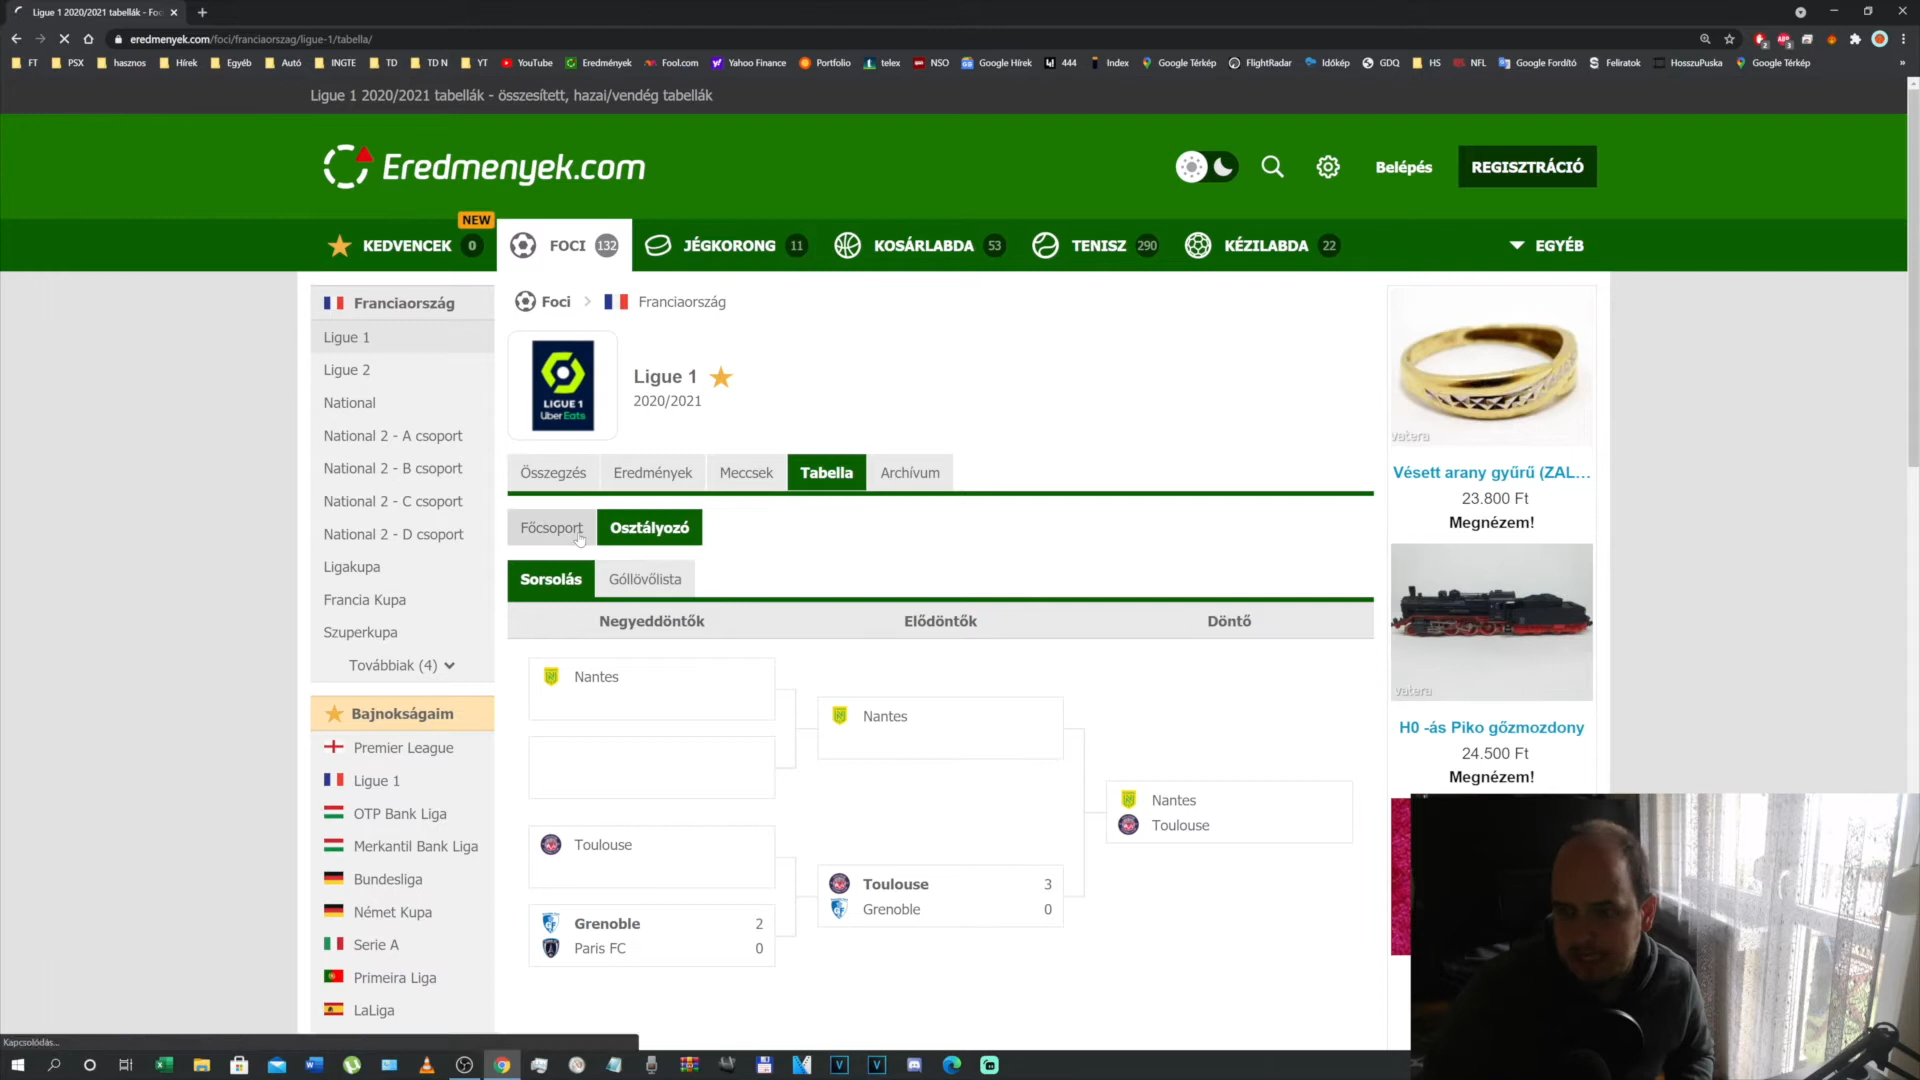 Ligue 1 2020/2021 tabellák - Foc
eredmenyek.com/foci/franciaorszag/ligue-1/tabella/
FT PSX hasznos Hírek Egyéb Autó INGTE TD TD N YT YouTube Eredmények Fool.com Yahoo Finance Portfolio telex NSO Google Hírek 444 Index Google Térkép FlightRadar Időkép GDQ HS NFL Google Fordító Feliratok HosszuPuska Google Térkép
Ligue 1 2020/2021 tabellák - összesített, hazai/vendég tabellák
Eredmenyek.com
Belépés
REGISZTRÁCIÓ
NEW
KEDVENCEK 0
FOCI 132
JÉGKORONG 11
KOSÁRLABDA 53
TENISZ 290
KÉZILABDA 22
EGYÉB
Franciaország
Ligue 1
Ligue 2
National
National 2 - A csoport
National 2 - B csoport
National 2 - C csoport
National 2 - D csoport
Ligakupa
Francia Kupa
Szuperkupa
Továbbiak (4)
Bajnokságaim
Premier League
Ligue 1
OTP Bank Liga
Merkantil Bank Liga
Bundesliga
Német Kupa
Serie A
Primeira Liga
LaLiga
Foci
Franciaország
LIGUE 1
Uber Eats
Ligue 1
2020/2021
Összegzés Eredmények Meccsek Tabella Archívum
Főcsoport Osztályozó
Sorsolás Góllövőlista
Negyeddöntők Elődöntők Döntő
Nantes
Toulouse
Grenoble 2
Paris FC 0
Nantes
Toulouse 3
Grenoble 0
Nantes
Toulouse
vatera
Vésett arany gyűrű (ZAL...
23.800 Ft
Megnézem!
vatera
H0 -ás Piko gőzmozdony
24.500 Ft
Megnézem!
Kapcsolódás...